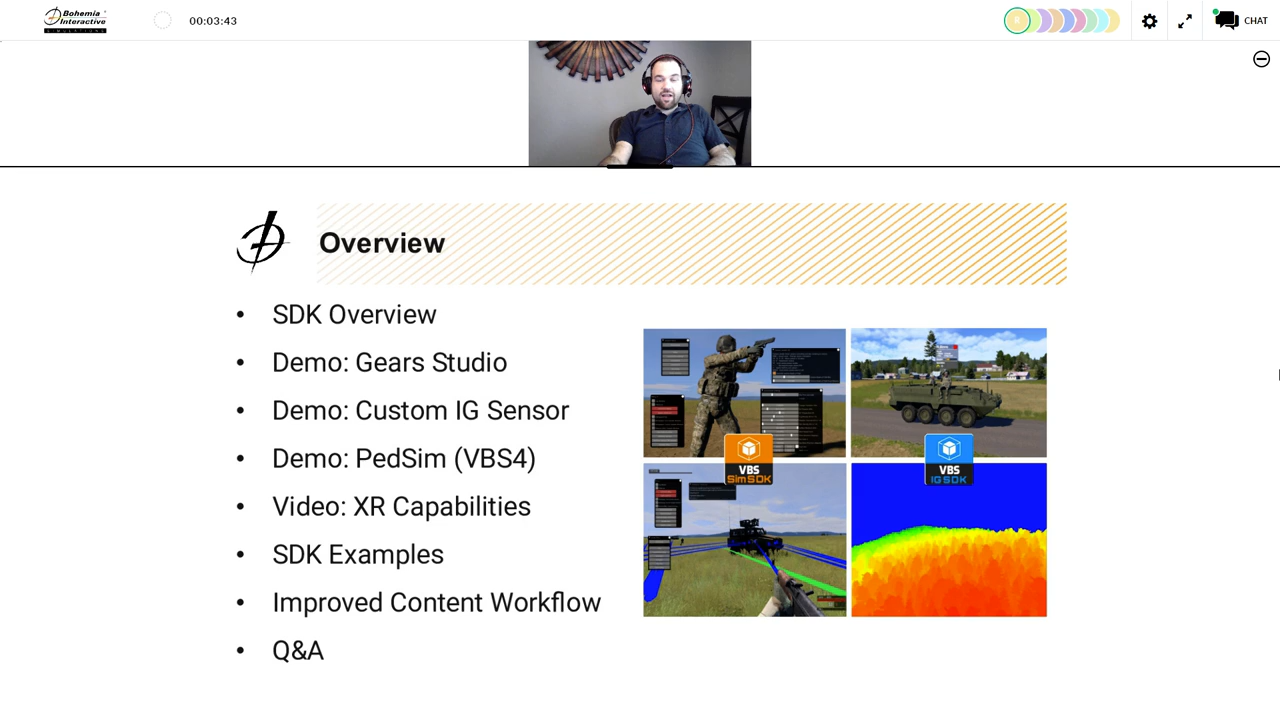 Bohemia
Interactive
SIMULATIONS
00:03:43
R
CHAT
Overview
• SDK Overview
• Demo: Gears Studio
• Demo: Custom IG Sensor
• Demo: PedSim (VBS4)
• Video: XR Capabilities
• SDK Examples
• Improved Content Workflow
• Q&A
VBS
SimSDK
VBS
IG SDK